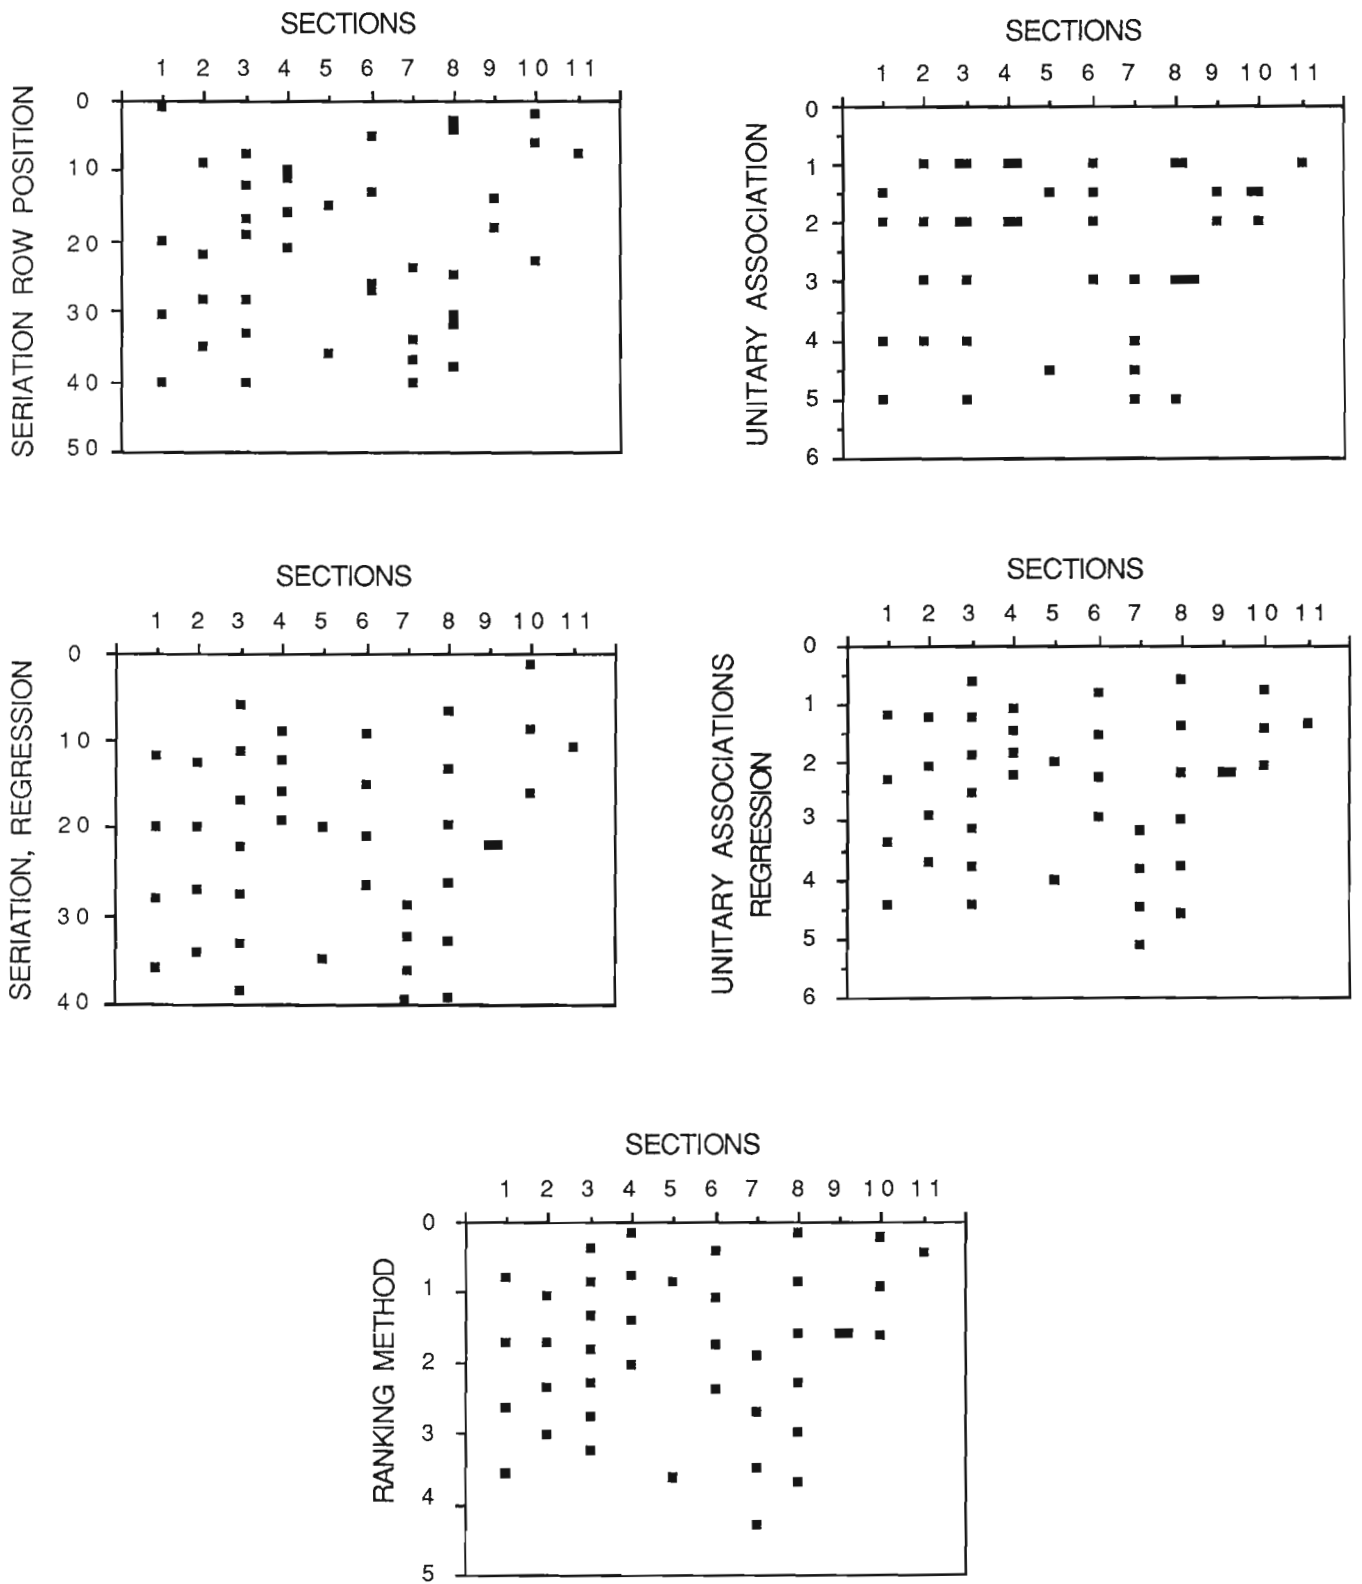 SECTIONS
1 2 3 4 5 6 7 8 9 10 11
SERIATION ROW POSITION
0
10
20
30
40
50
SECTIONS
1 2 3 4 5 6 7 8 9 10 11
UNITARY ASSOCIATION
0
1
2
3
4
5
6
SECTIONS
1 2 3 4 5 6 7 8 9 10 11
SERIATION, REGRESSION
0
10
20
30
40
SECTIONS
1 2 3 4 5 6 7 8 9 10 11
UNITARY ASSOCIATIONS
REGRESSION
0
1
2
3
4
5
6
SECTIONS
1 2 3 4 5 6 7 8 9 10 11
RANKING METHOD
0
1
2
3
4
5